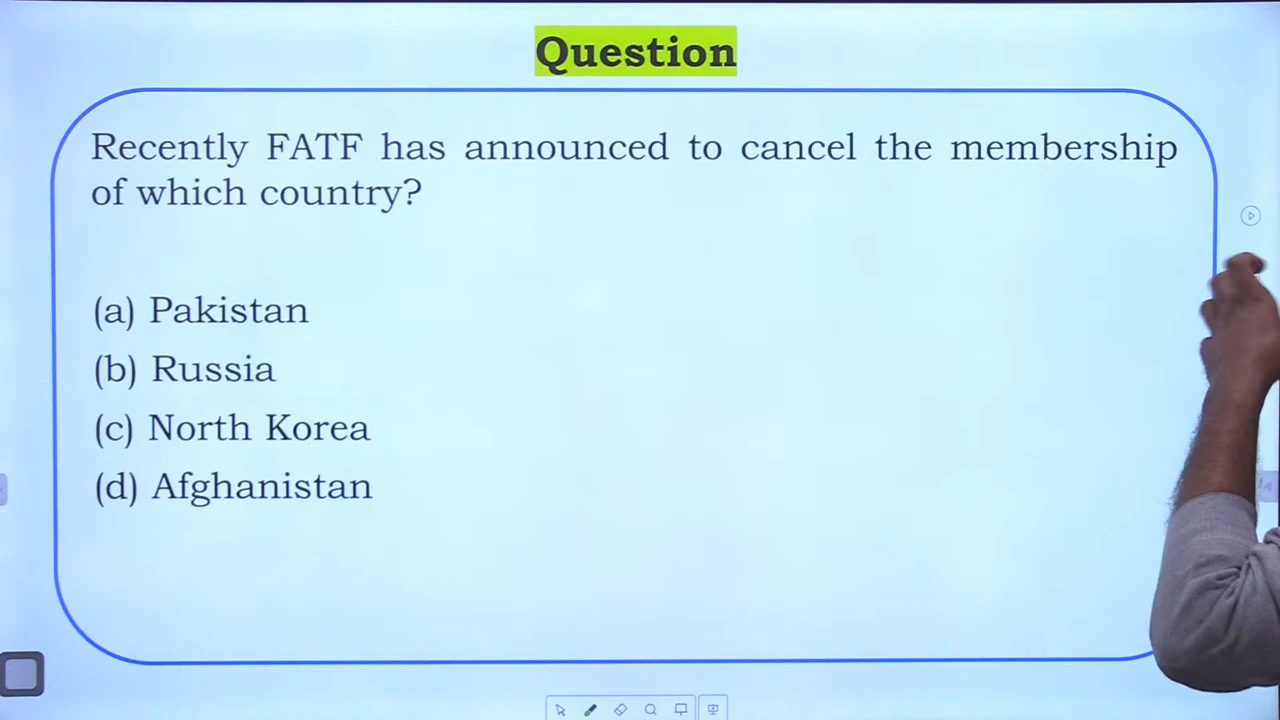 Question
Recently FATF has announced to cancel the membership
of which country?
(a) Pakistan
(b) Russia
(c) North Korea
(d) Afghanistan